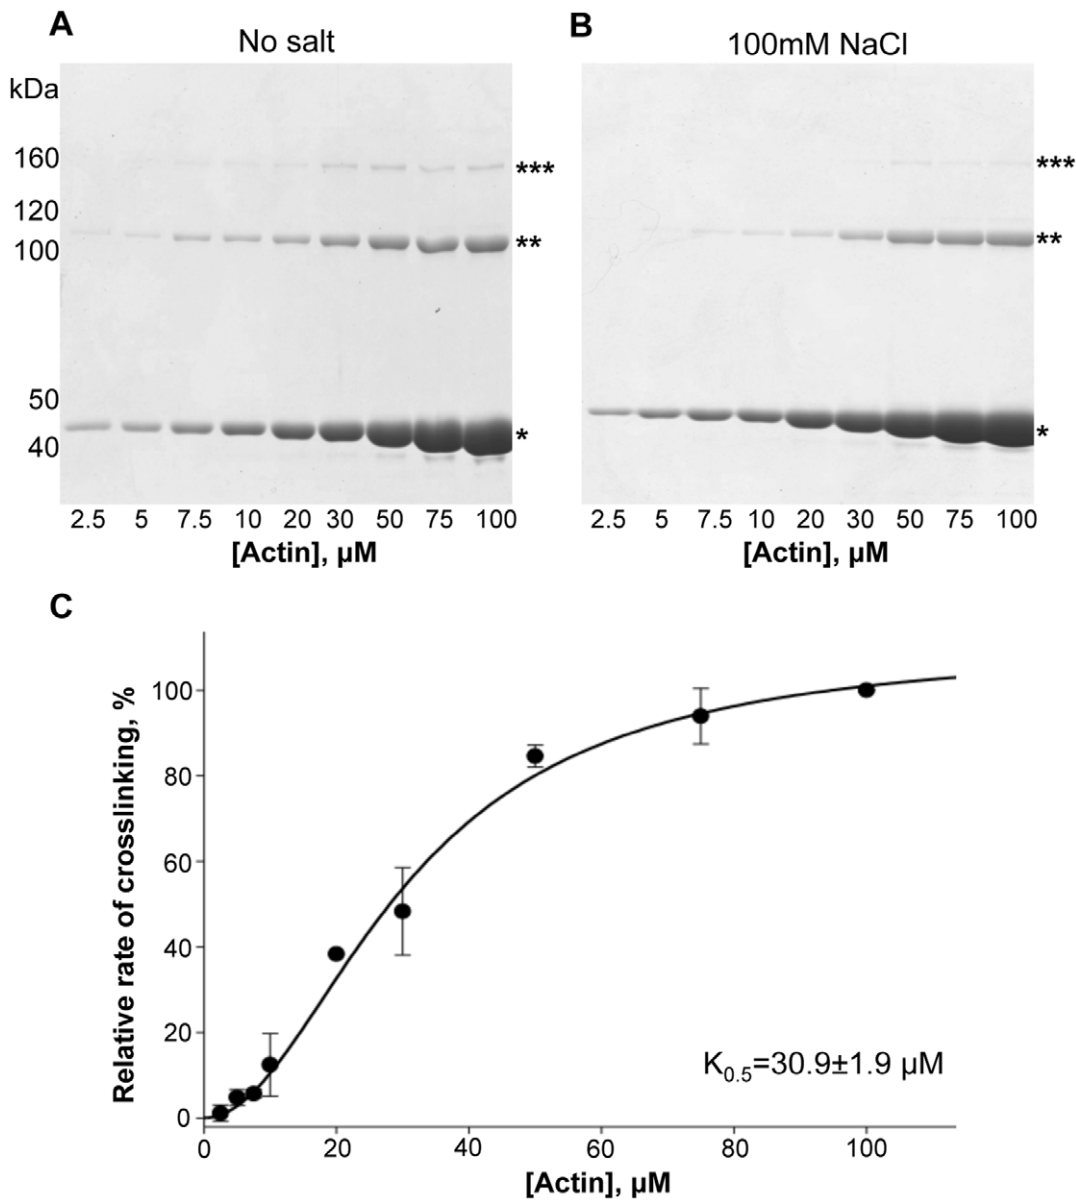 A
No salt
kDa
160
120
100
50
40
***
**
*
2.5 5 7.5 10 20 30 50 75 100
[Actin], µM
B
100mM NaCl
***
**
*
2.5 5 7.5 10 20 30 50 75 100
[Actin], µM
C
Relative rate of crosslinking, %
100
80
60
40
20
0
K0.5=30.9±1.9 µM
0 20 40 60 80 100
[Actin], µM